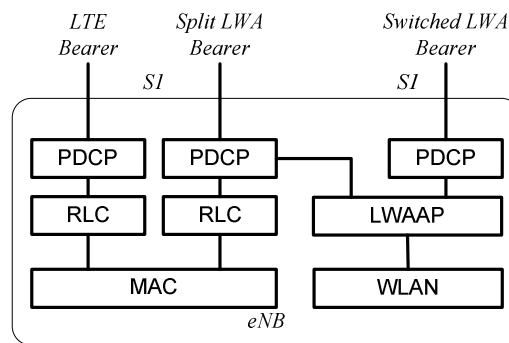 LTE Bearer
Split LWA Bearer
Switched LWA Bearer
S1
S1
PDCP
PDCP
PDCP
RLC
RLC
LWAAP
MAC
WLAN
eNB